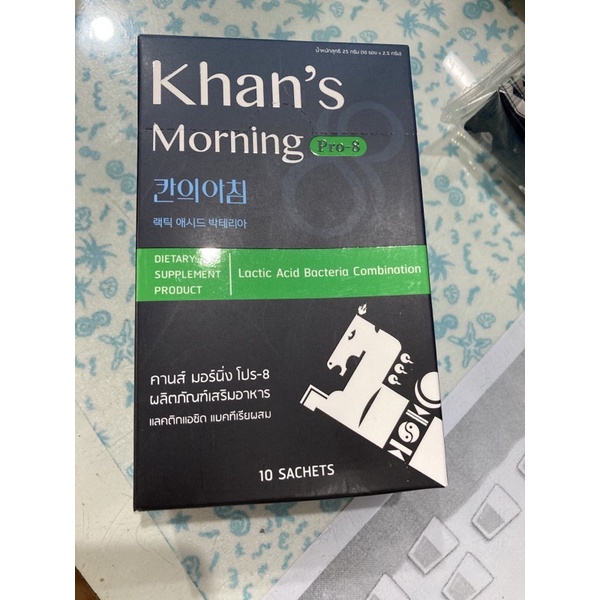 น้ำหนักสุทธิ 25 กรัม (10 ซอง x 2.5 กรัม)
Khan's
Morning Pro-8
칸의아침
랙틱 애시드 박테리아
DIETARY
SUPPLEMENT
PRODUCT
Lactic Acid Bacteria Combination
คานส์ มอร์นิ่ง โปร-8
ผลิตภัณฑ์เสริมอาหาร
แลคติกแอซิด แบคทีเรียผสม
10 SACHETS